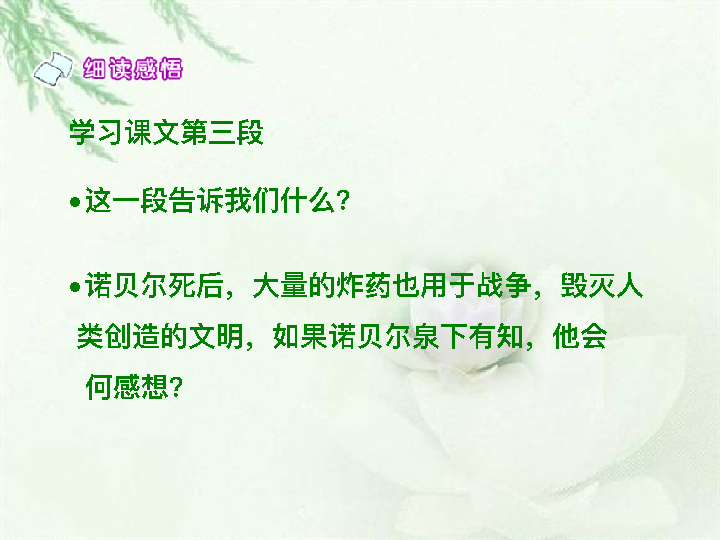 细读感悟
学习课文第三段
•这一段告诉我们什么？
•诺贝尔死后，大量的炸药也用于战争，毁灭人
类创造的文明，如果诺贝尔泉下有知，他会
何感想？